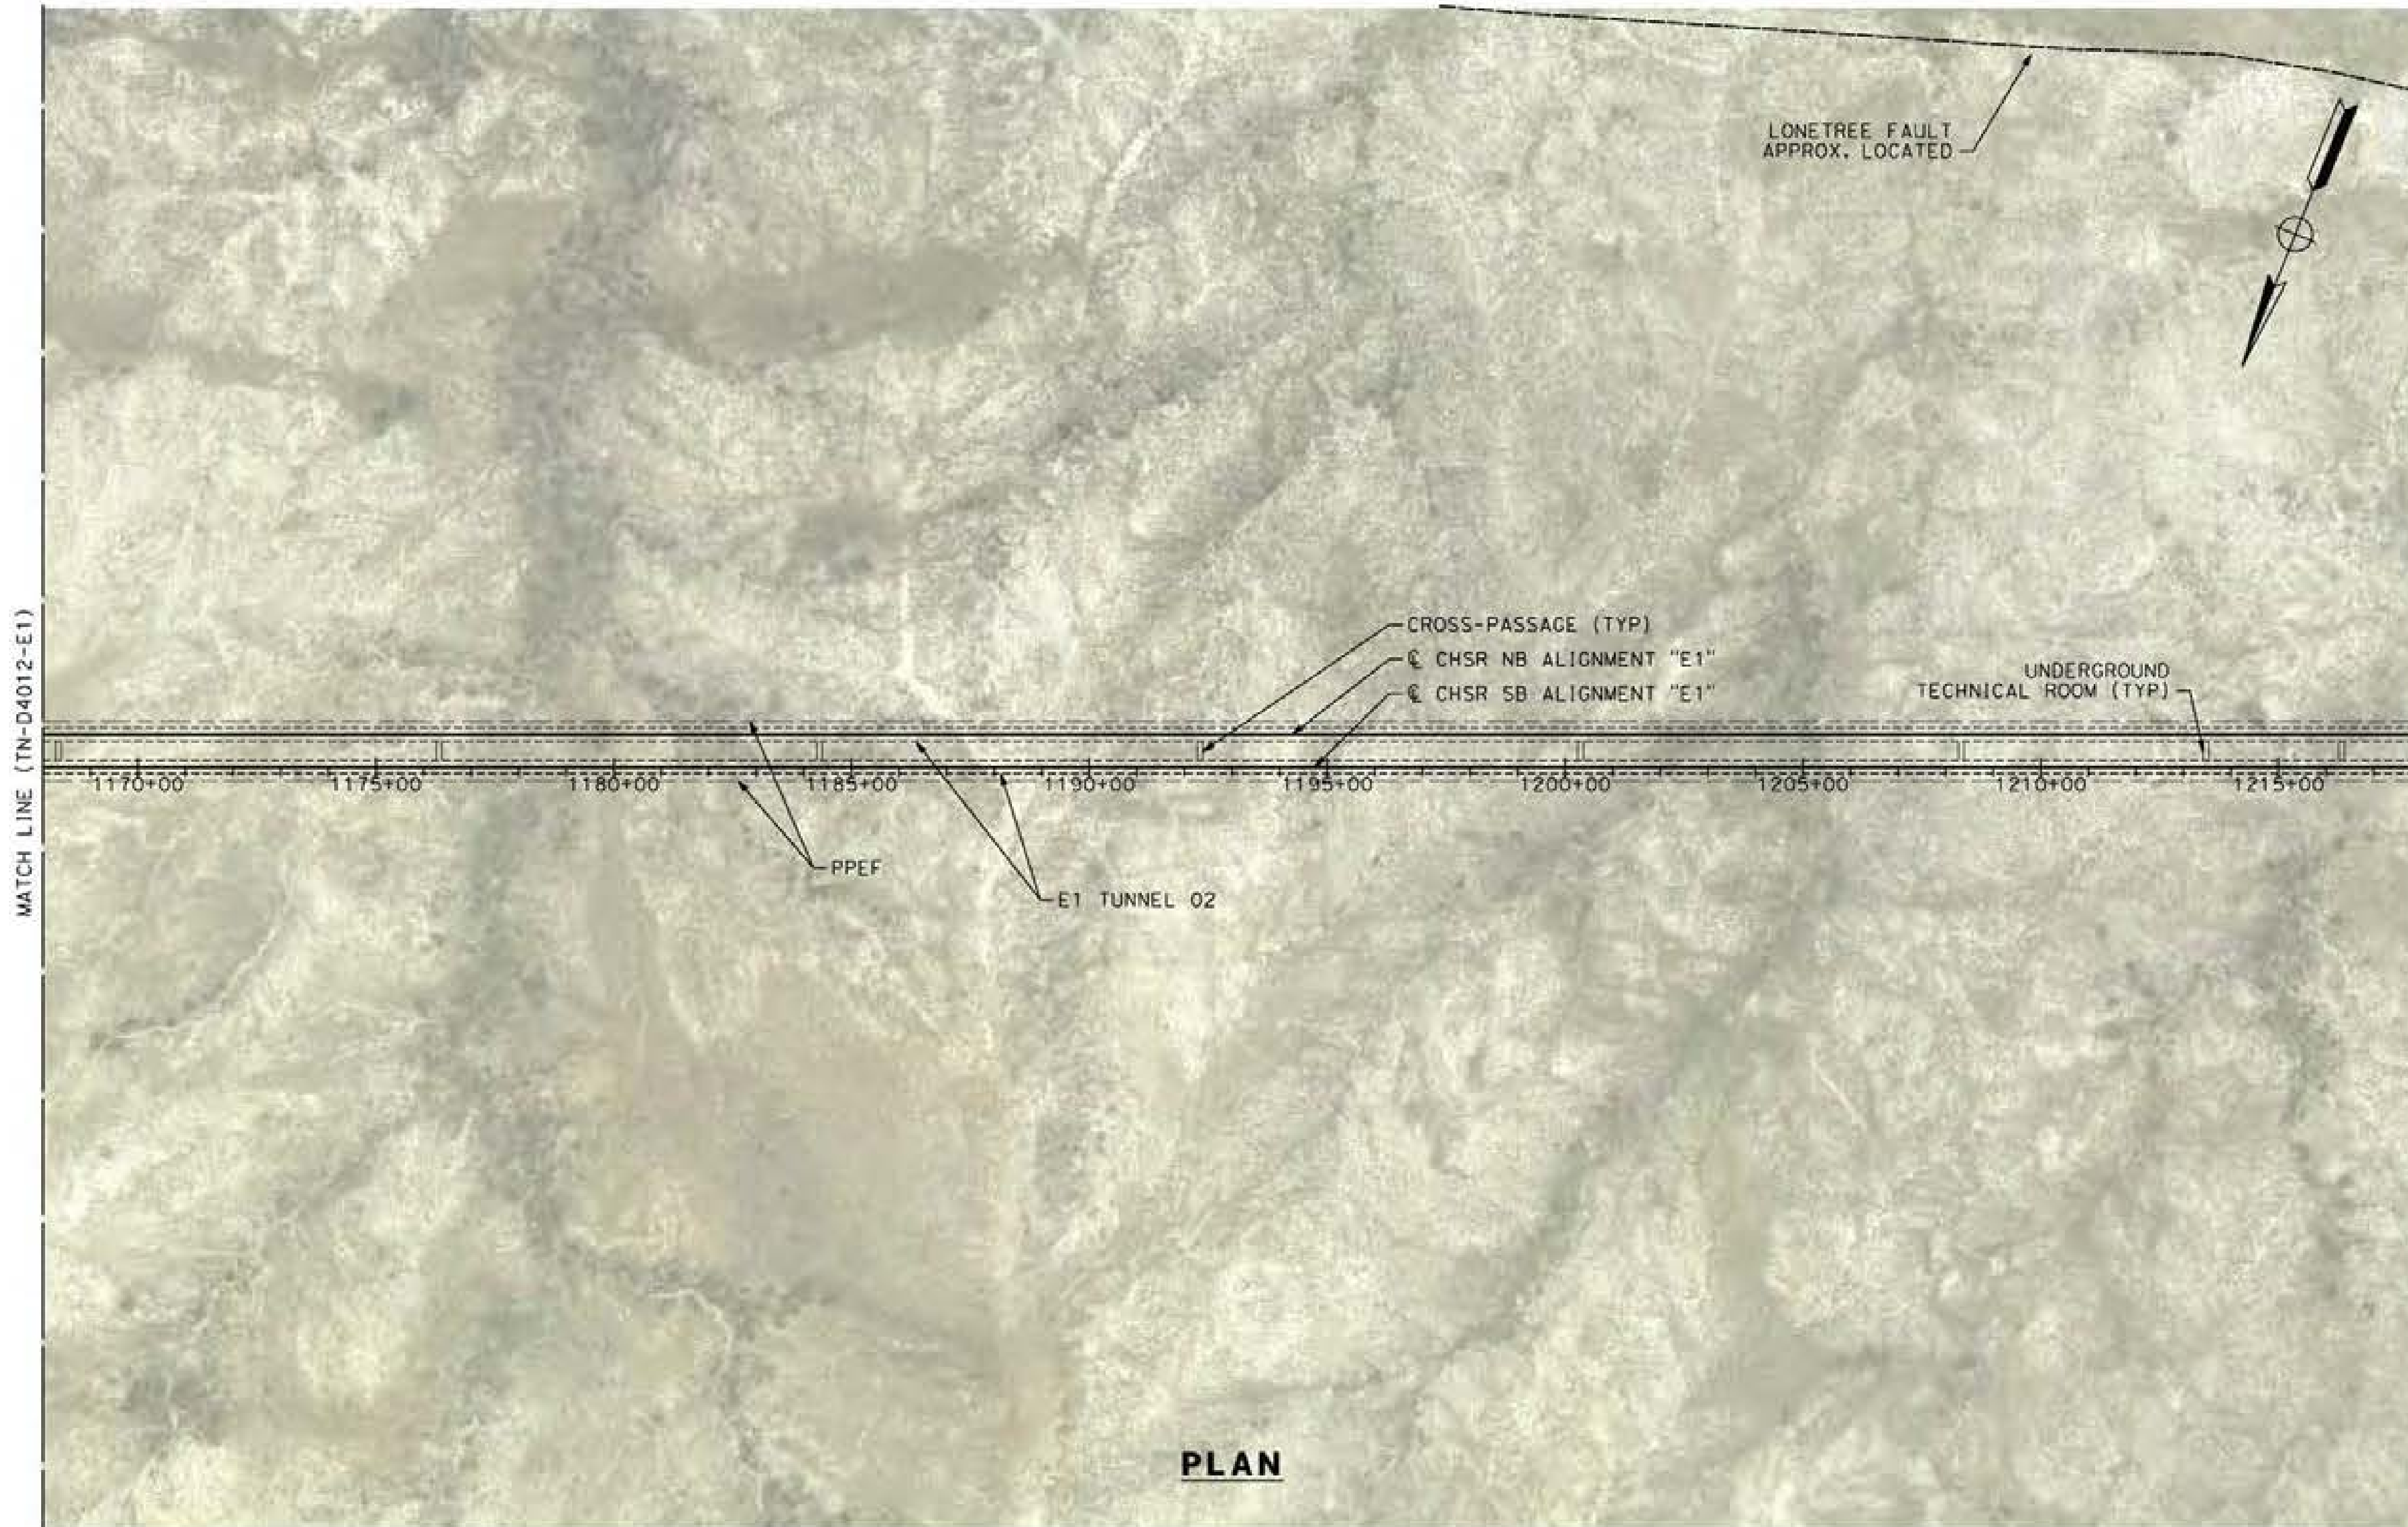 LONETREE FAULT
APPROX. LOCATED
MATCH LINE (TN-D4012-E1)
CROSS-PASSAGE (TYP)
℄ CHSR NB ALIGNMENT "E1"
℄ CHSR SB ALIGNMENT "E1"
UNDERGROUND
TECHNICAL ROOM (TYP)
1170+00 1175+00 1180+00 1185+00 1190+00 1195+00 1200+00 1205+00 1210+00 1215+00
PPEF
E1 TUNNEL 02
PLAN